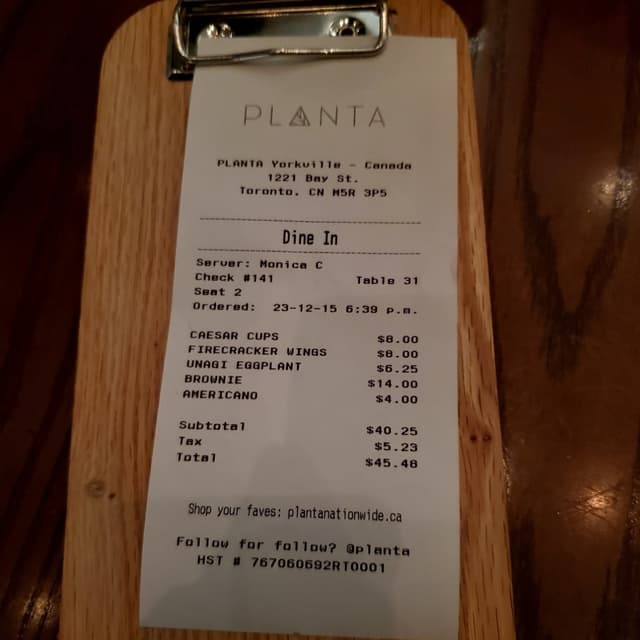 PLANTA
PLANTA Yorkville - Canada
1221 Bay St.
Toronto, CN M5R 3P5
Dine In
Server: Monica C
Check #141 Table 31
Seat 2
Ordered: 23-12-15 6:39 p.m.
CAESAR CUPS $8.00
FIRECRACKER WINGS $8.00
UNAGI EGGPLANT $6.25
BROWNIE $14.00
AMERICANO $4.00
Subtotal $40.25
Tax $5.23
Total $45.48
Shop your faves: plantanationwide.ca
Follow for follow? @planta
HST # 767060692RT0001